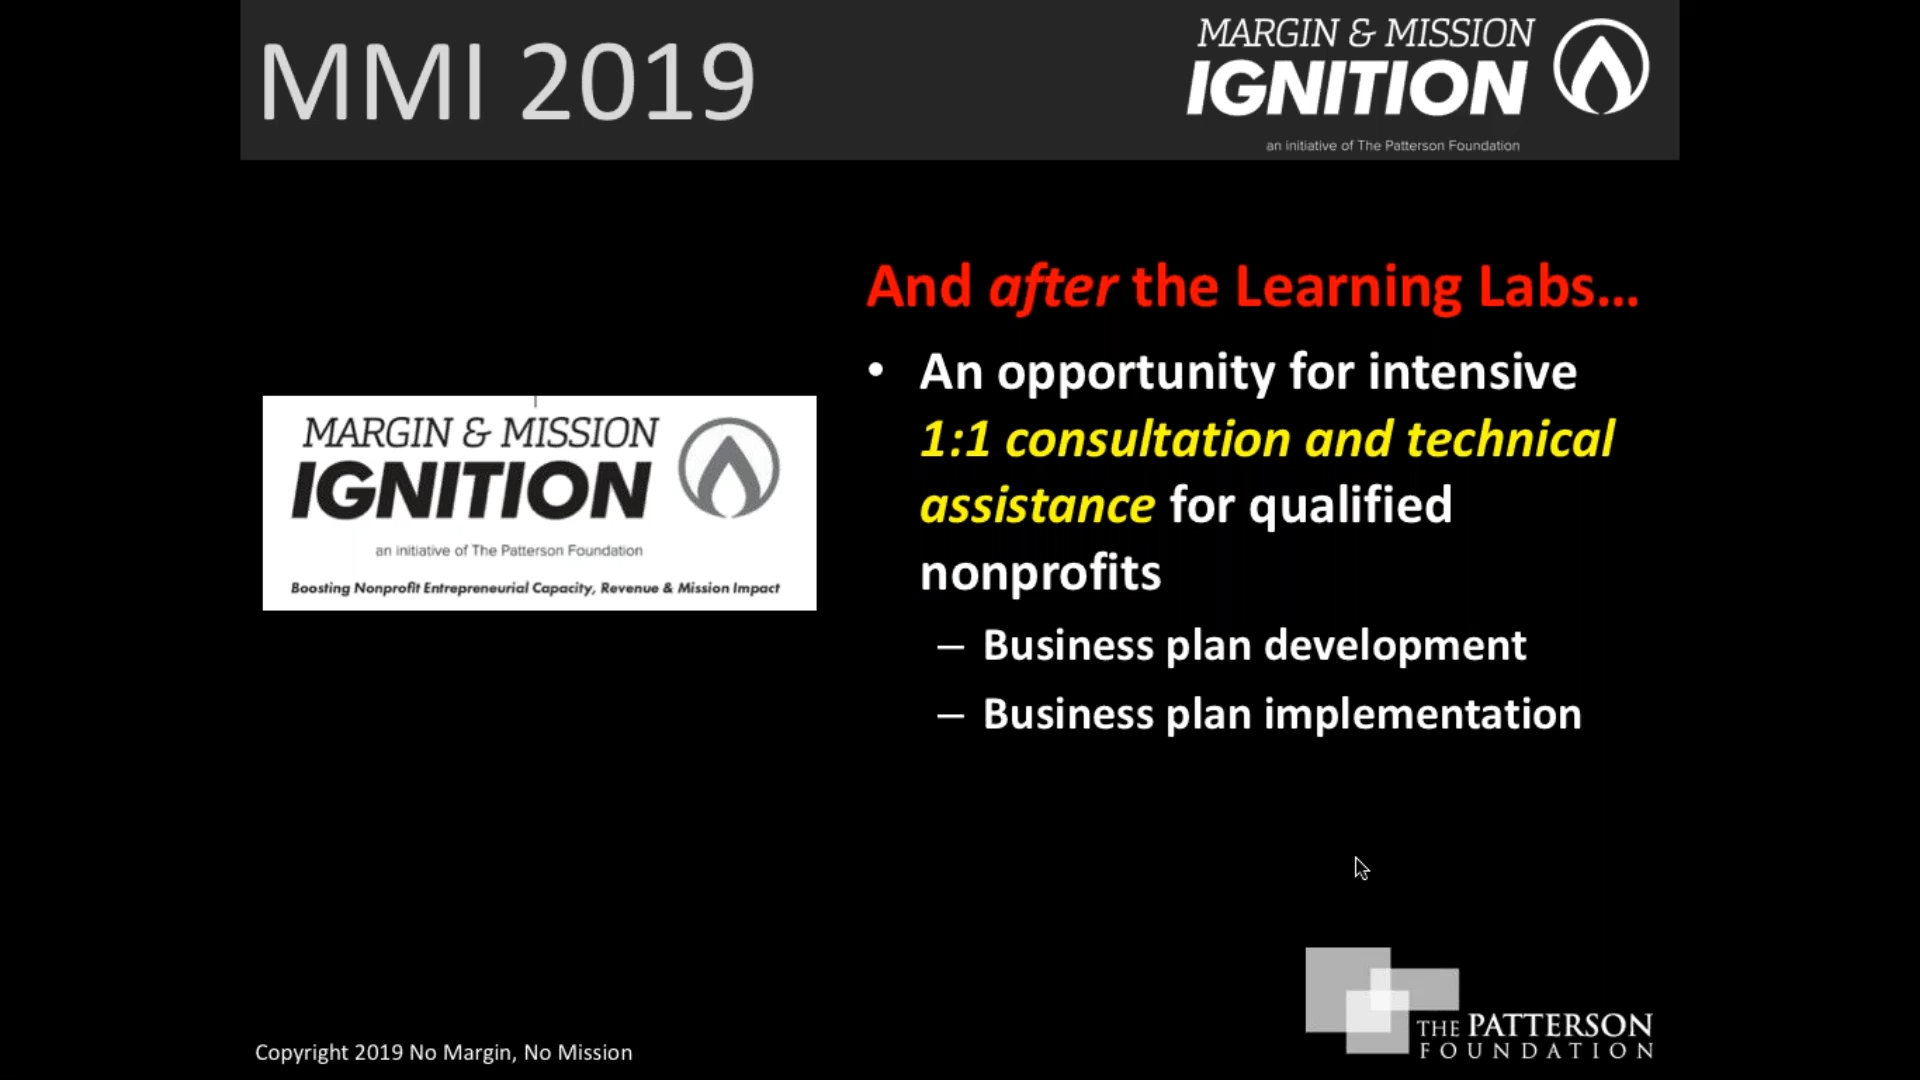 MMI 2019
MARGIN & MISSION
IGNITION
an initiative of The Patterson Foundation
And after the Learning Labs...
• An opportunity for intensive
1:1 consultation and technical
assistance for qualified
nonprofits
– Business plan development
– Business plan implementation
MARGIN & MISSION
IGNITION
an initiative of The Patterson Foundation
Boosting Nonprofit Entrepreneurial Capacity, Revenue & Mission Impact
THE PATTERSON
FOUNDATION
Copyright 2019 No Margin, No Mission